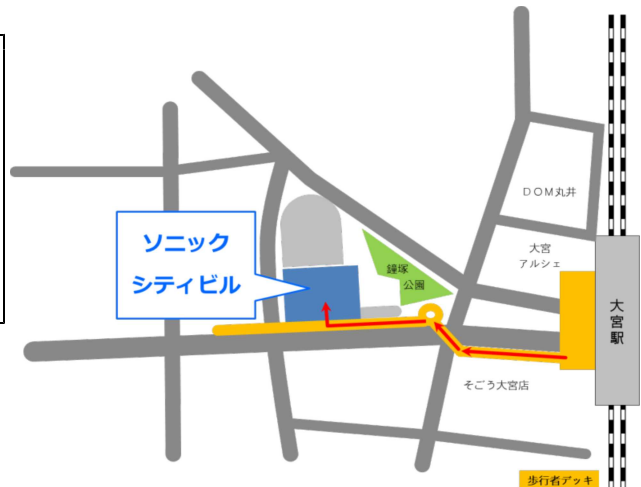 DOM丸井
大宮
アルシェ
ソニック
シティビル
鐘塚
公園
大宮駅
そごう大宮店
歩行者デッキ